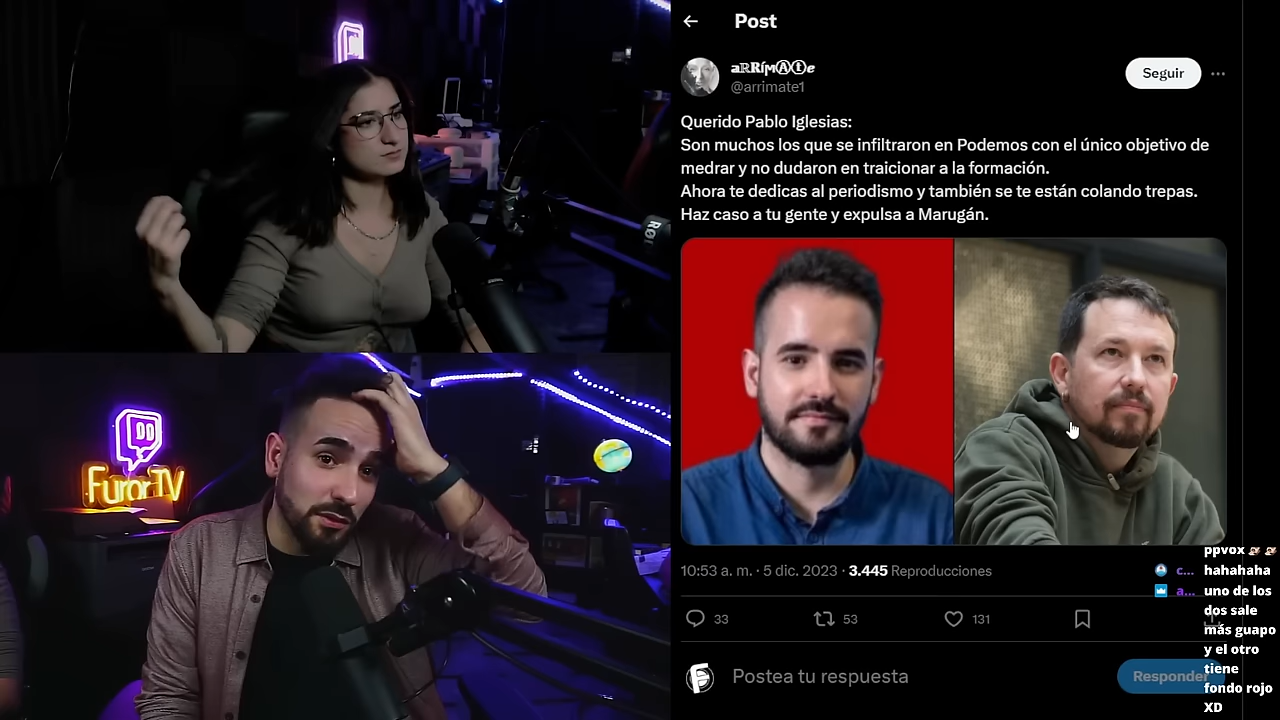 Post
aRRíMAteIe
@arrimate1
Seguir
Querido Pablo Iglesias:
Son muchos los que se infiltraron en Podemos con el único objetivo de
medrar y no dudaron en traicionar a la formación.
Ahora te dedicas al periodismo y también se te están colando trepas.
Haz caso a tu gente y expulsa a Marugán.
RØDE
FurorTV
10:53 a. m. · 5 dic. 2023 · 3.445 Reproducciones
33
53
131
Postea tu respuesta
Responder
ppvox
c... hahahaha
a... uno de los
dos sale
más guapo
y el otro
tiene
fondo rojo
XD